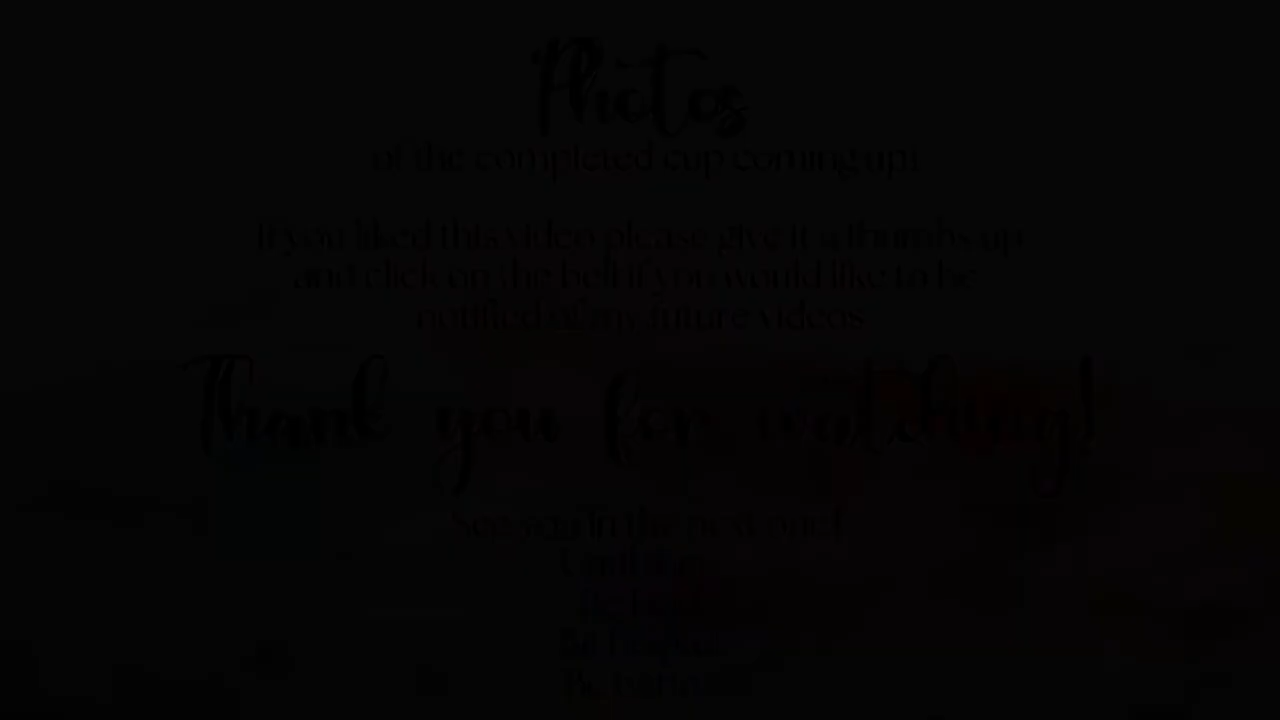 Photos
of the completed cup coming up!
If you liked this video please give it a thumbs up
and click on the bell if you would like to be
notified of my future videos
Thank you for watching!
See you in the next one!
Until then